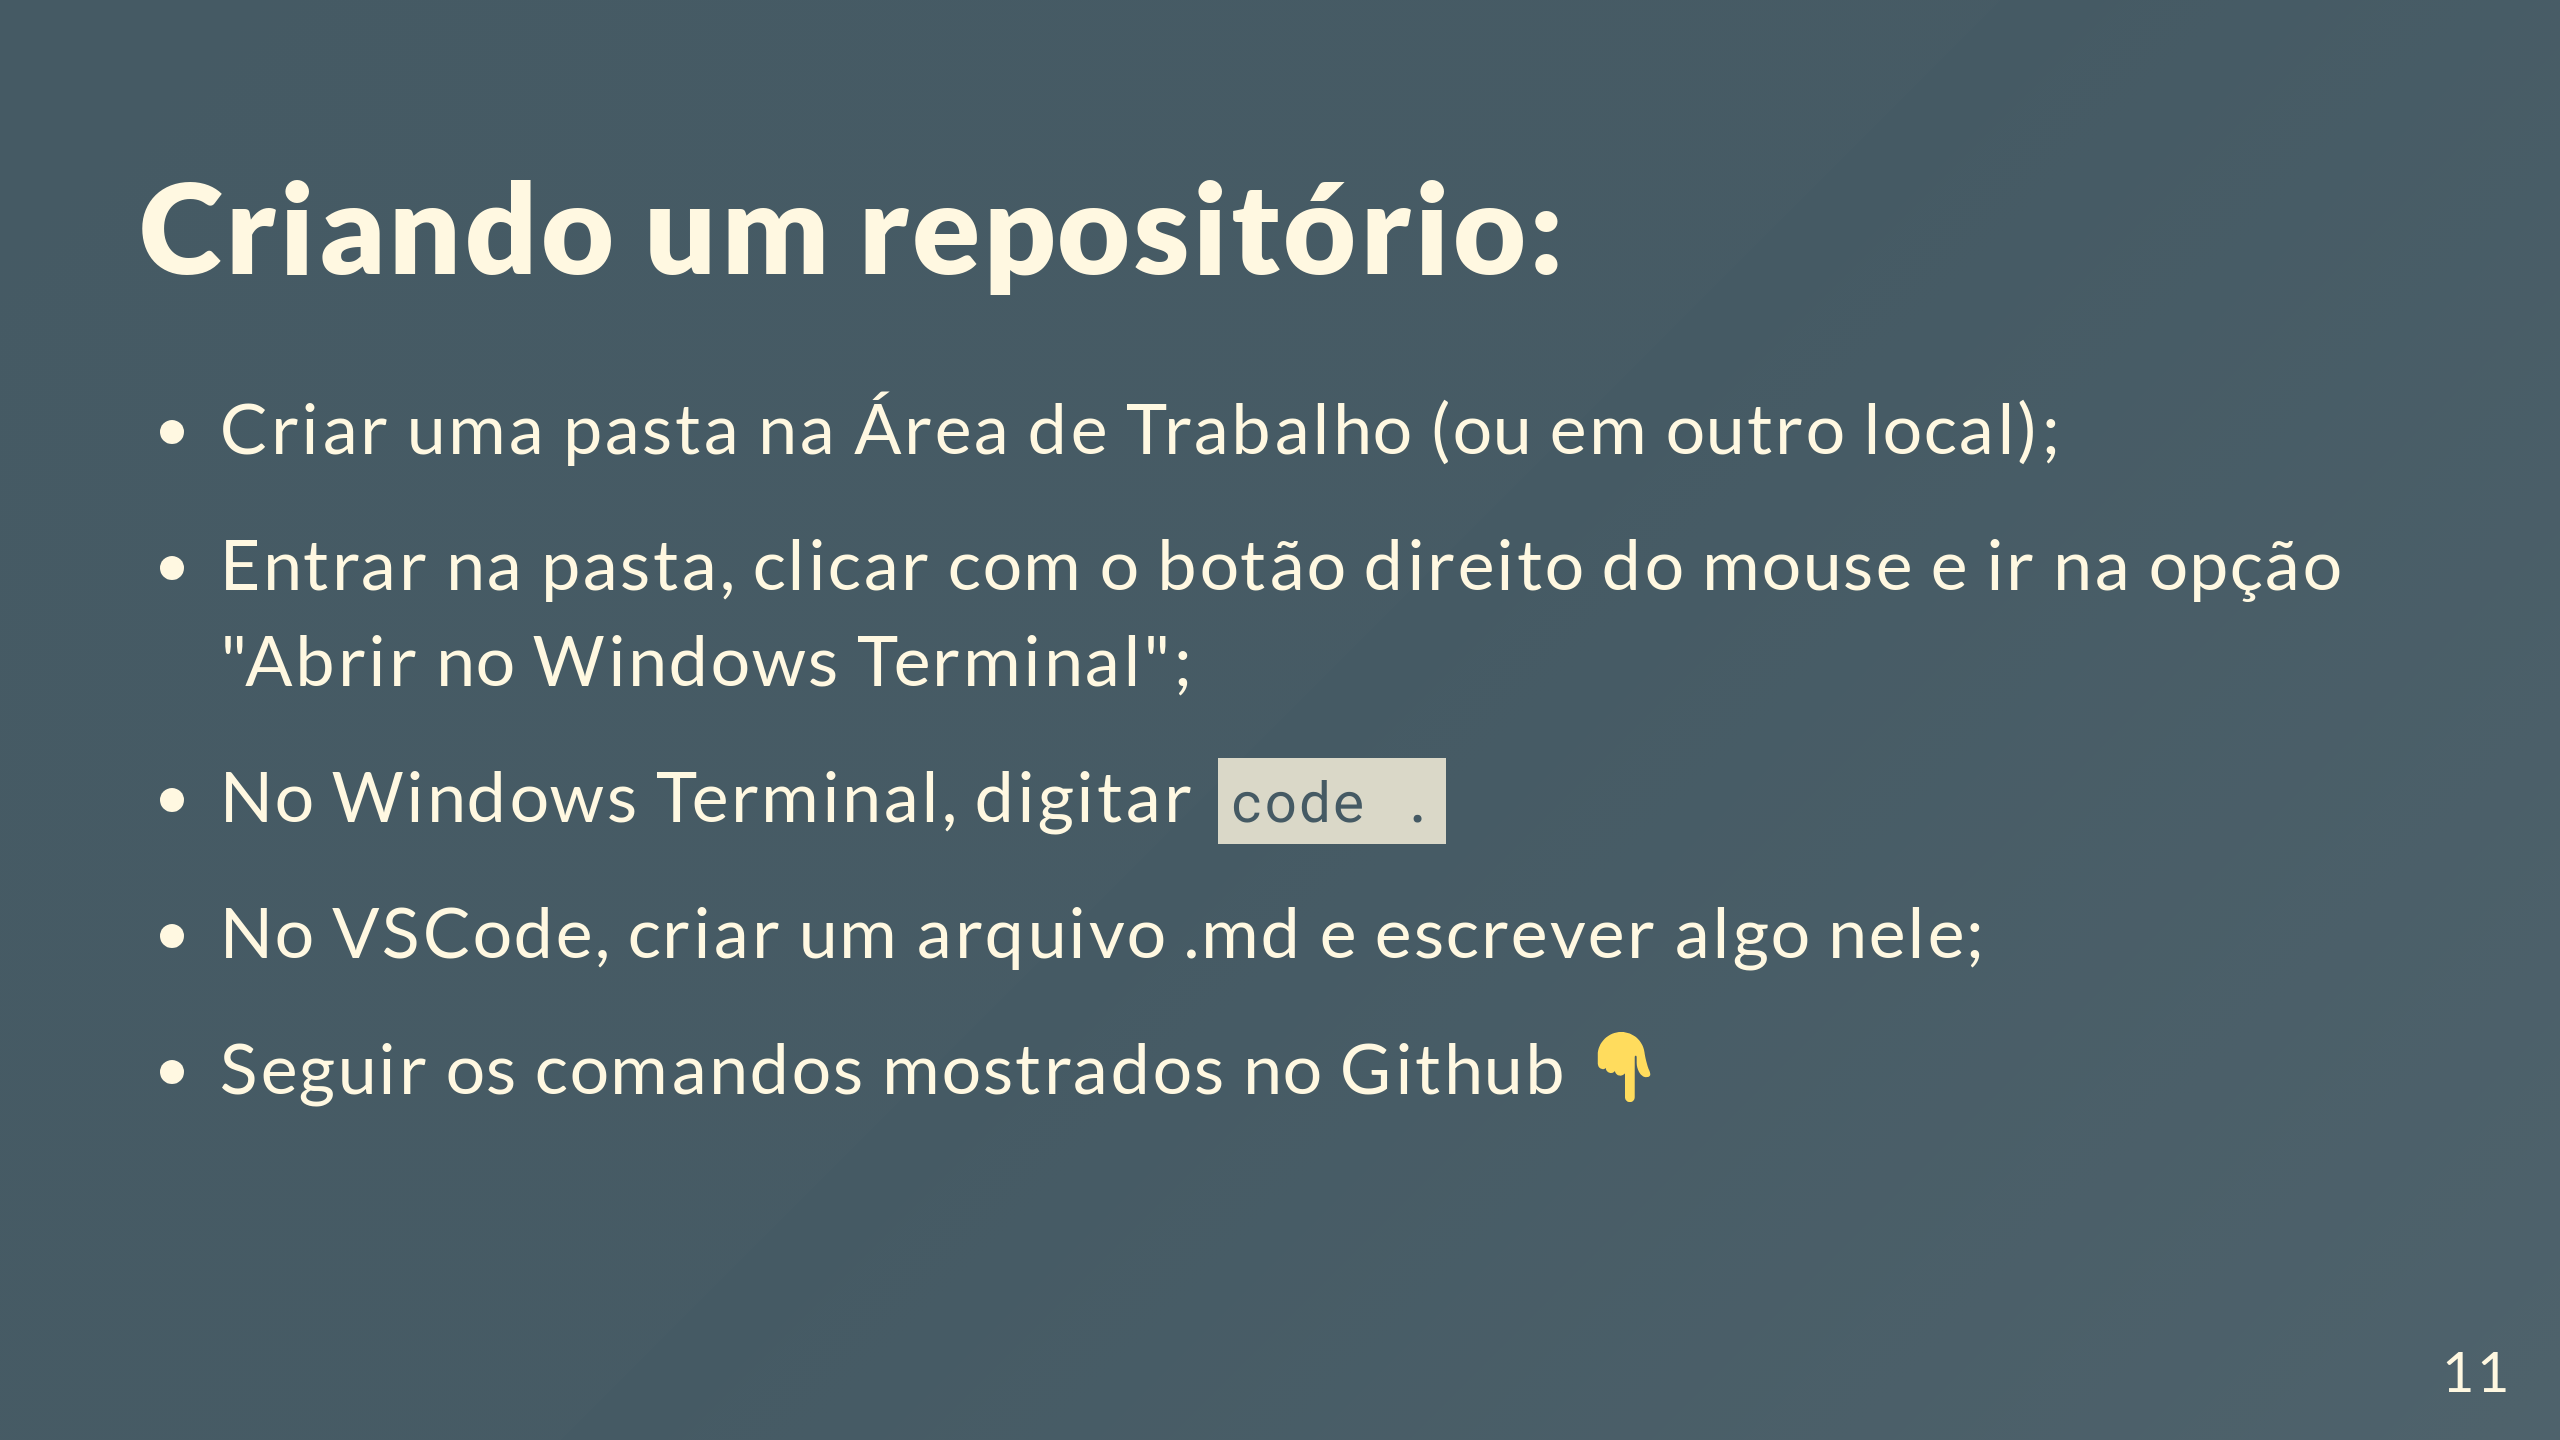 Criando um repositório:
• Criar uma pasta na Área de Trabalho (ou em outro local);
• Entrar na pasta, clicar com o botão direito do mouse e ir na opção
"Abrir no Windows Terminal";
• No Windows Terminal, digitar code .
• No VSCode, criar um arquivo .md e escrever algo nele;
• Seguir os comandos mostrados no Github 👇
11